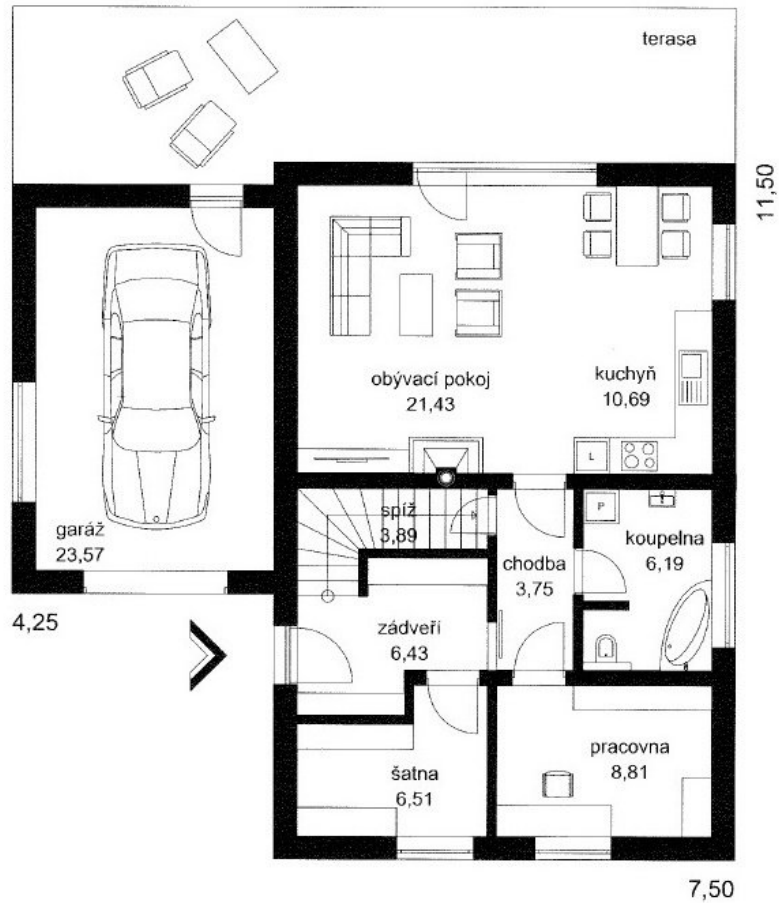 terasa
11,50
obývací pokoj
21,43
kuchyň
10,69
L
garáž
23,57
spíž
3,89
P
koupelna
6,19
chodba
3,75
4,25
zádveří
6,43
šatna
6,51
pracovna
8,81
7,50